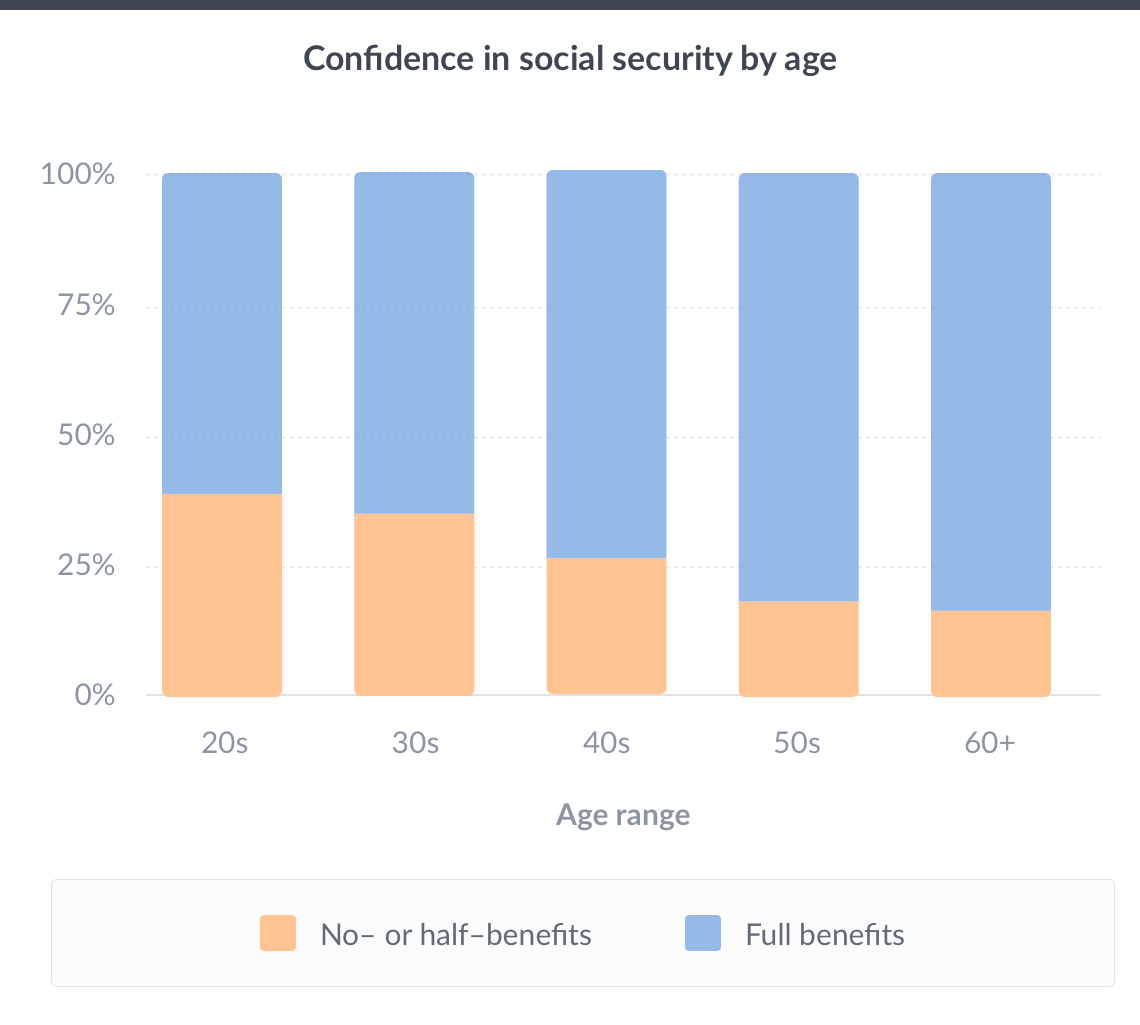 Confidence in social security by age
100%
75%
50%
25%
0%
20s 30s 40s 50s 60+
Age range
No– or half–benefits Full benefits